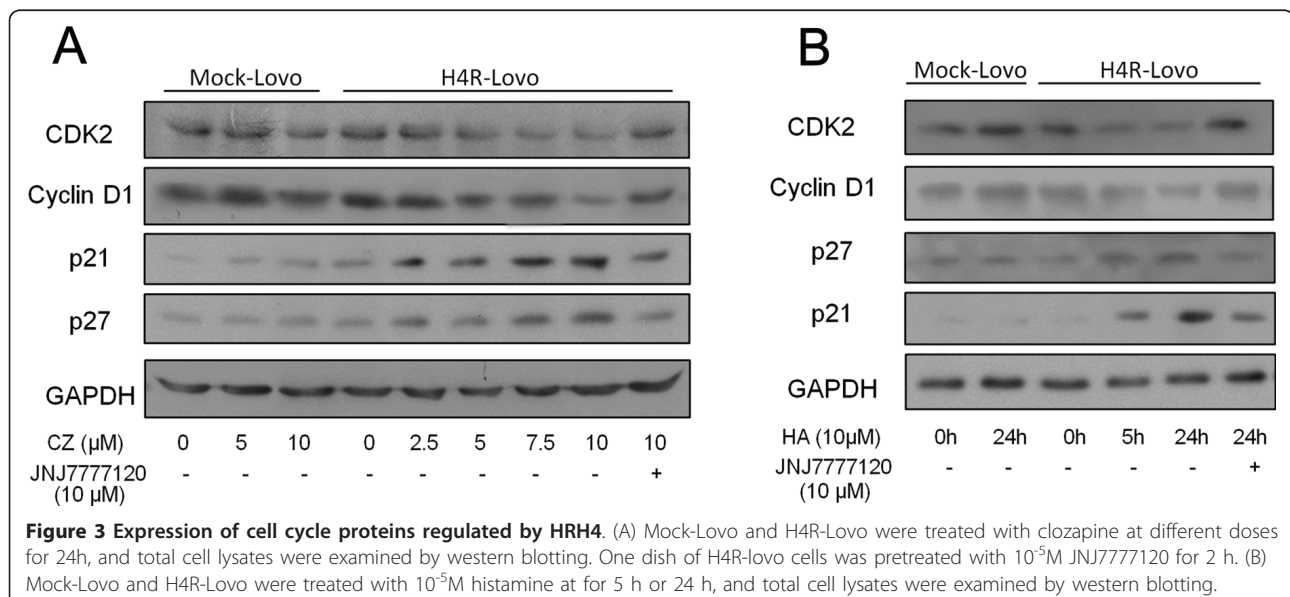 A
Mock-Lovo H4R-Lovo
CDK2
Cyclin D1
p21
p27
GAPDH
CZ (µM) 0 5 10 0 2.5 5 7.5 10 10
JNJ7777120 - - - - - - - - +
(10 µM)
B
Mock-Lovo H4R-Lovo
CDK2
Cyclin D1
p27
p21
GAPDH
HA (10µM) 0h 24h 0h 5h 24h 24h
JNJ7777120 - - - - - +
(10 µM)
Figure 3 Expression of cell cycle proteins regulated by HRH4. (A) Mock-Lovo and H4R-Lovo were treated with clozapine at different doses
for 24h, and total cell lysates were examined by western blotting. One dish of H4R-lovo cells was pretreated with 10⁻⁵M JNJ7777120 for 2 h. (B)
Mock-Lovo and H4R-Lovo were treated with 10⁻⁵M histamine at for 5 h or 24 h, and total cell lysates were examined by western blotting.